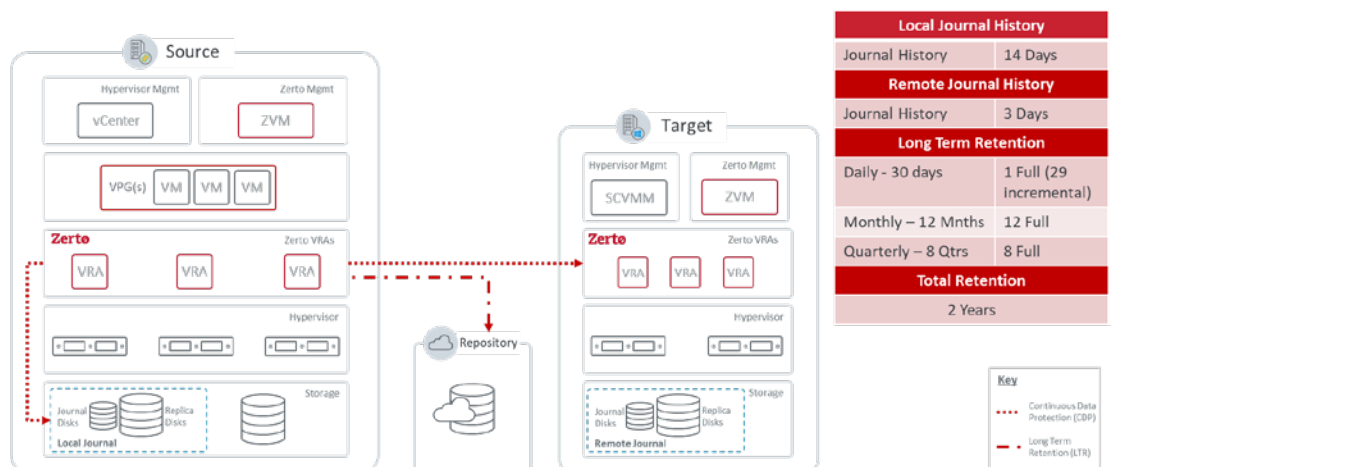 Source
Hypervisor Mgmt
vCenter
Zerto Mgmt
ZVM
VPG(s)
VM
VM
VM
Zerto
Zerto VRAs
VRA
VRA
VRA
Hypervisor
Storage
Journal
Disks
Replica
Disks
Local Journal
Repository
Target
Hypervisor Mgmt
SCVMM
Zerto Mgmt
ZVM
Zerto
Zerto VRAs
VRA
VRA
VRA
Hypervisor
Storage
Journal
Disks
Replica
Disks
Remote Journal
Local Journal History
Journal History 14 Days
Remote Journal History
Journal History 3 Days
Long Term Retention
Daily - 30 days 1 Full (29
incremental)
Monthly – 12 Mnths 12 Full
Quarterly – 8 Qtrs 8 Full
Total Retention
2 Years
Key
Continuous Data
Protection (CDP)
Long Term
Retention (LTR)